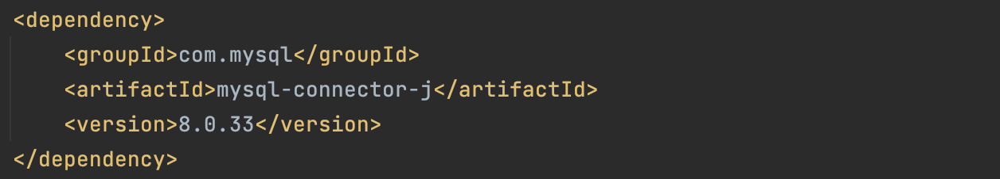 <dependency>
    <groupId>com.mysql</groupId>
    <artifactId>mysql-connector-j</artifactId>
    <version>8.0.33</version>
</dependency>